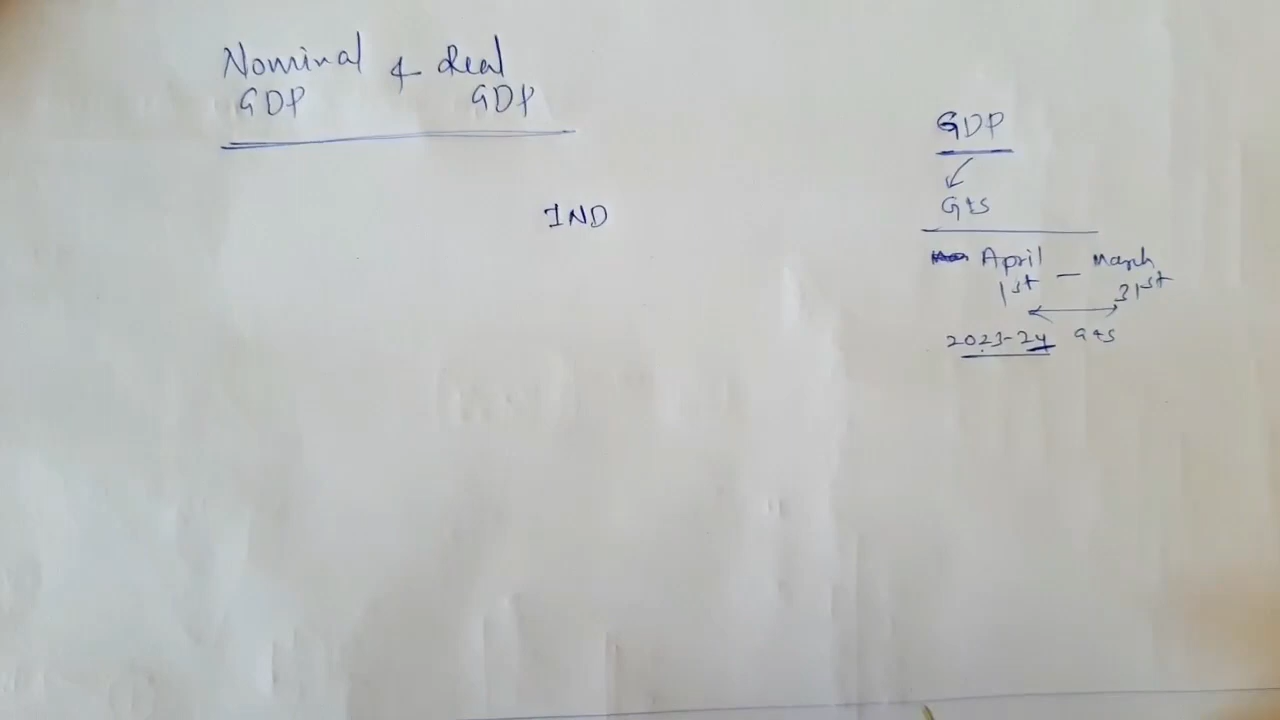 Nominal & Real
GDP GDP
IND
GDP
G+S
April – March
1st 31st
2023-24 G+S